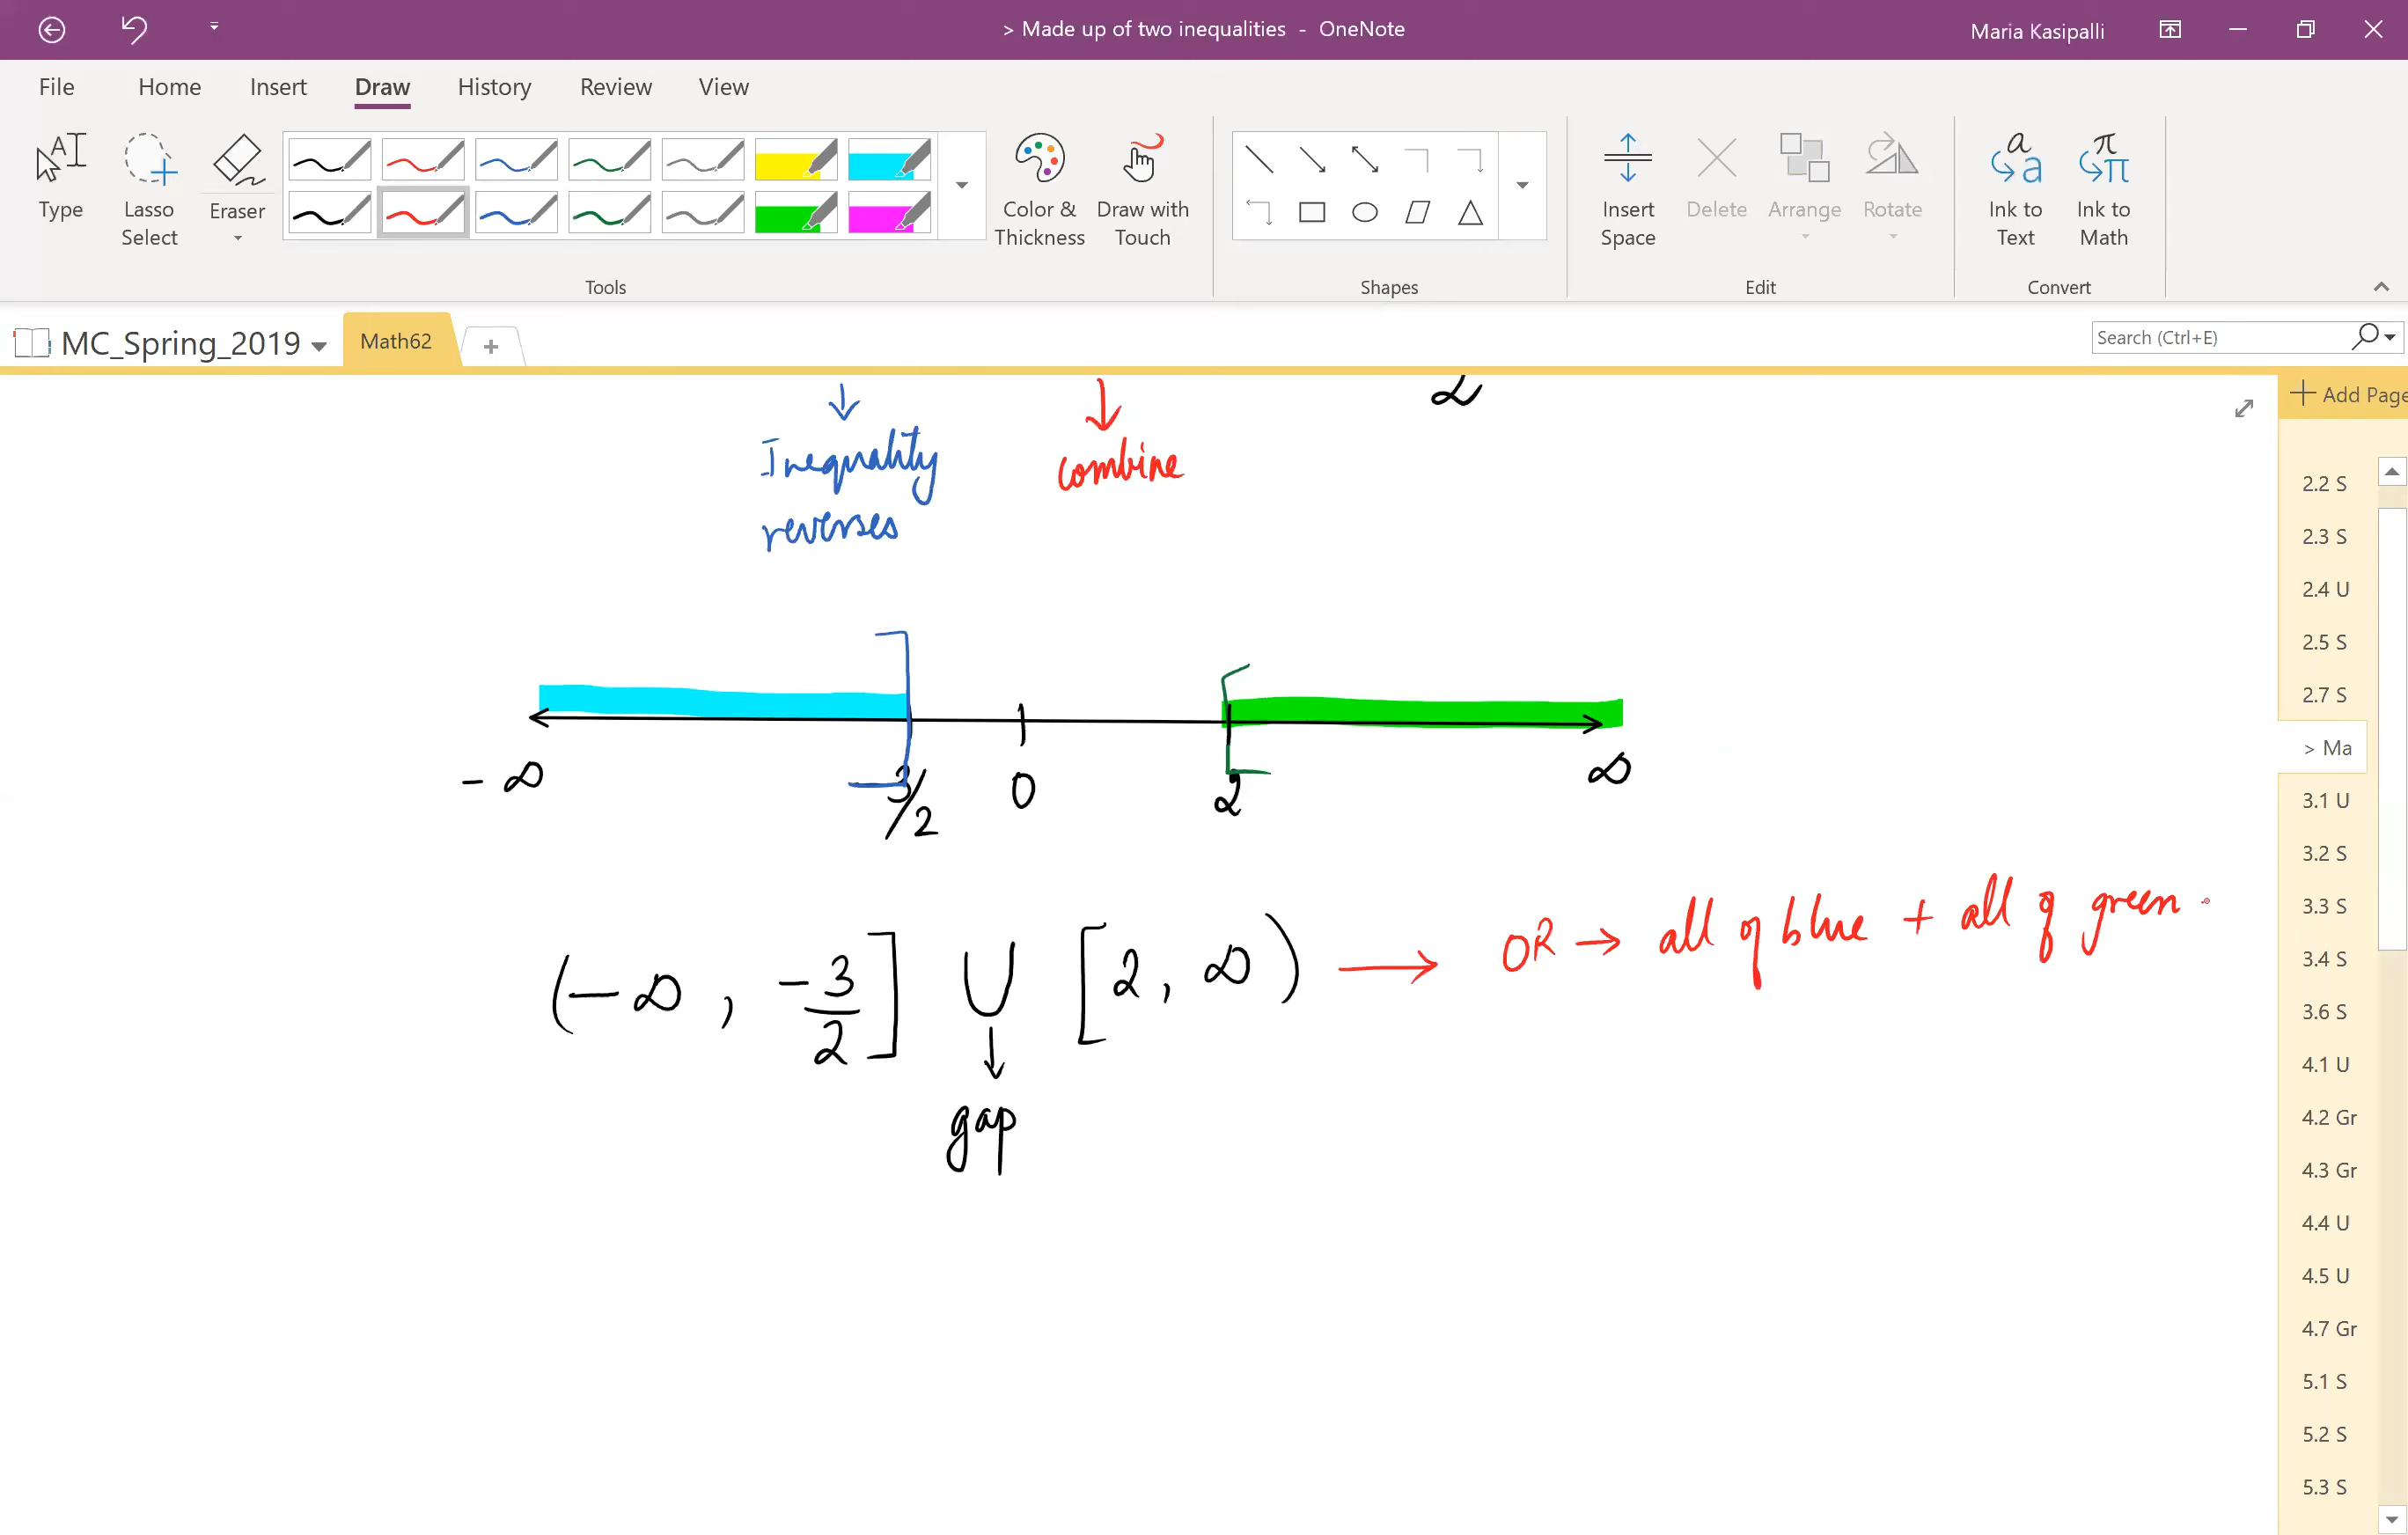 > Made up of two inequalities - OneNote
Maria Kasipalli
File Home Insert Draw History Review View
Type
Lasso Select
Eraser
Color & Thickness
Draw with Touch
Insert Space
Delete
Arrange
Rotate
Ink to Text
Ink to Math
Tools
Shapes
Edit
Convert
MC_Spring_2019
Math62
Search (Ctrl+E)
Add Page
2
Inequality
reverses
combine
-∞ 3/2 0 2 ∞
(-∞, -3/2] ∪ [2, ∞) → OR → all of blue + all of green.
↓
gap
2.2 S
2.3 S
2.4 U
2.5 S
2.7 S
> Ma
3.1 U
3.2 S
3.3 S
3.4 S
3.6 S
4.1 U
4.2 Gr
4.3 Gr
4.4 U
4.5 U
4.7 Gr
5.1 S
5.2 S
5.3 S